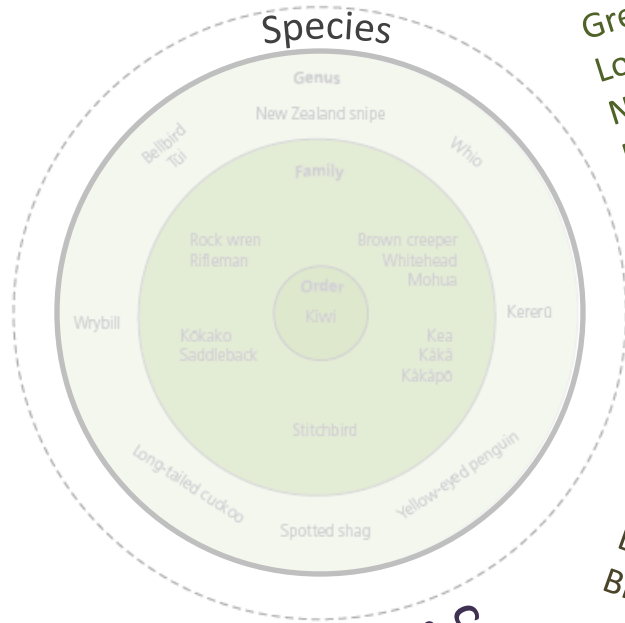 Species
Genus
New Zealand snipe
Bellbird
Tūi
Whio
Family
Rock wren
Rifleman
Brown creeper
Whitehead
Mohua
Order
Kiwi
Wrybill
Kererū
Kōkako
Saddleback
Kea
Kākā
Kākāpō
Stitchbird
Long-tailed cuckoo
Yellow-eyed penguin
Spotted shag